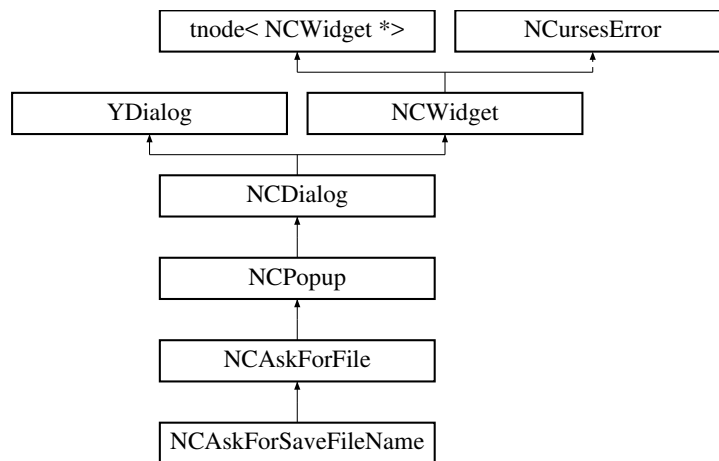 tnode< NCWidget *>
NCursesError
YDialog
NCWidget
NCDialog
NCPopup
NCAskForFile
NCAskForSaveFileName